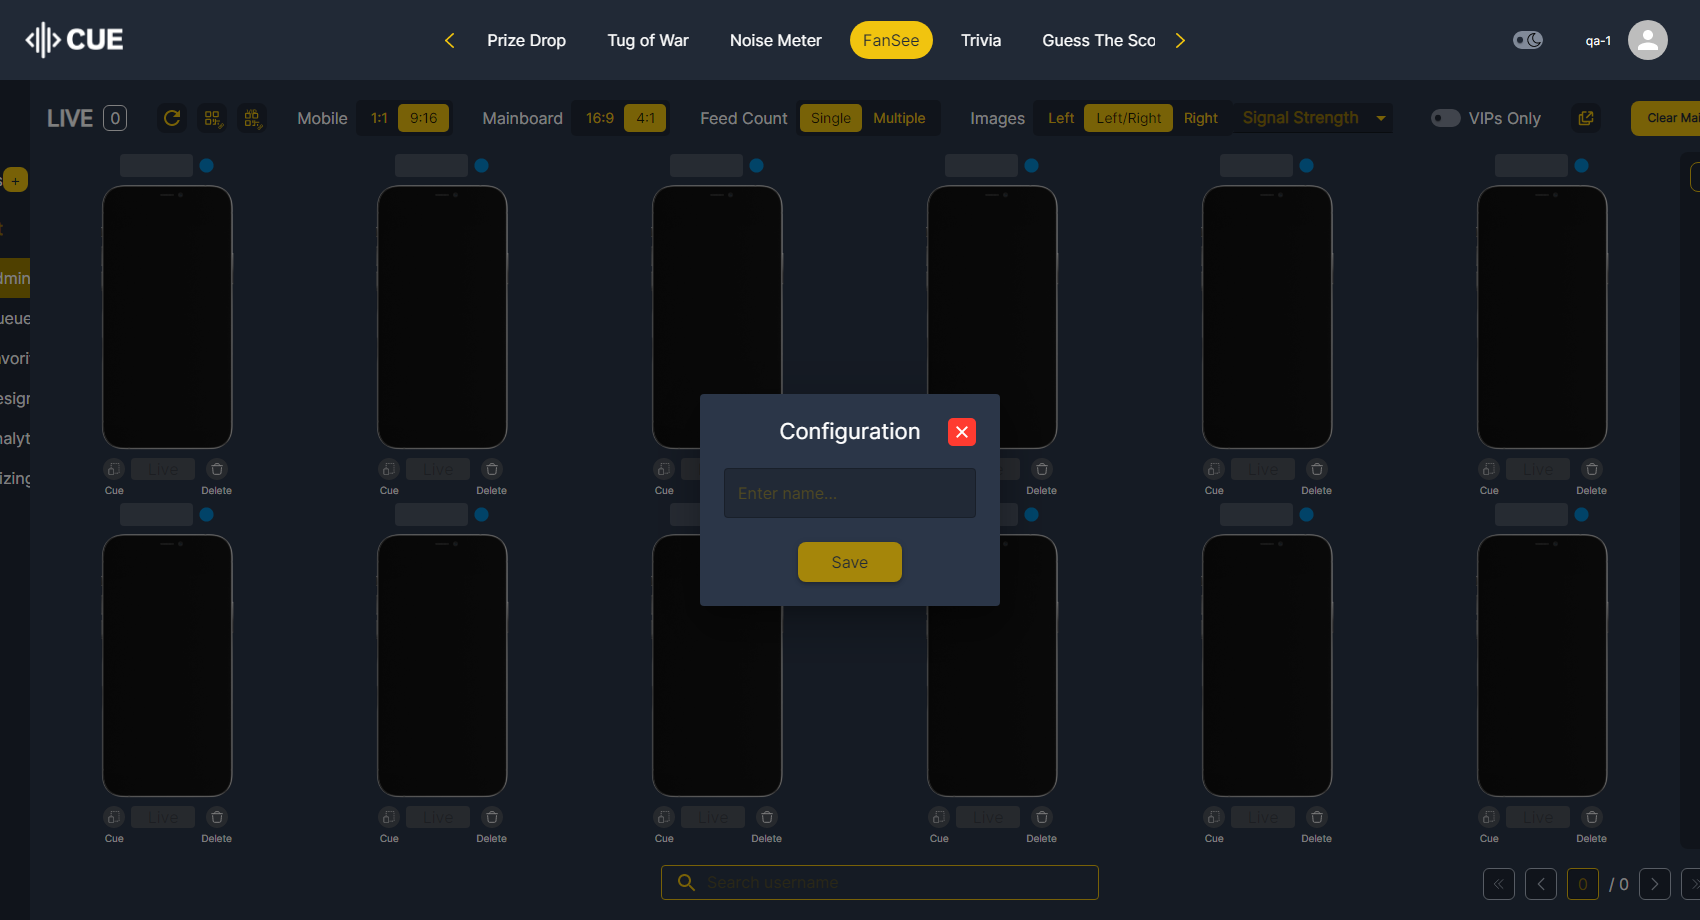 CUE
Prize Drop Tug of War Noise Meter FanSee Trivia Guess The Sco
qa-1
LIVE 0 Mobile 1:1 9:16 Mainboard 16:9 4:1 Feed Count Single Multiple Images Left Left/Right Right Signal Strength VIPs Only Clear Mai
+
dmin
ueue
avorit
esign
nalyt
izing
Configuration
Enter name...
Save
Live Live Live Live
Cue Delete Cue Delete Cue Delete Cue Delete Cue Delete
Live Live Live Live Live Live
Cue Delete Cue Delete Cue Delete Cue Delete Cue Delete Cue Delete
Search username
0 / 0